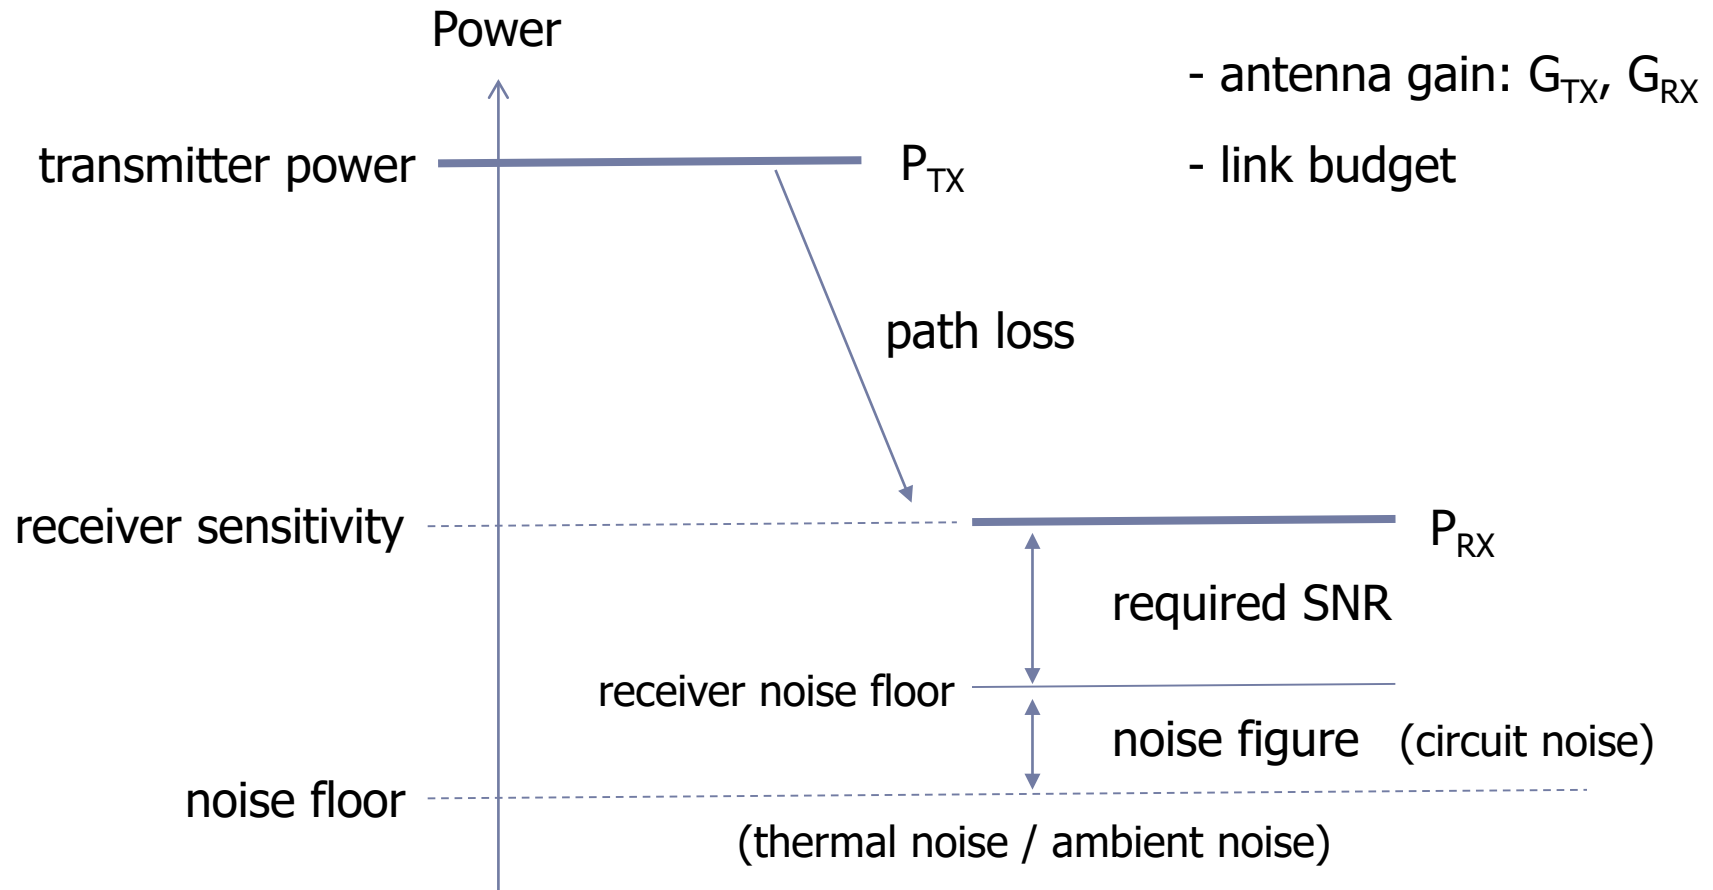 Power
- antenna gain: G_TX, G_RX
transmitter power
P_TX
- link budget
path loss
receiver sensitivity
P_RX
required SNR
receiver noise floor
noise figure (circuit noise)
noise floor
(thermal noise / ambient noise)